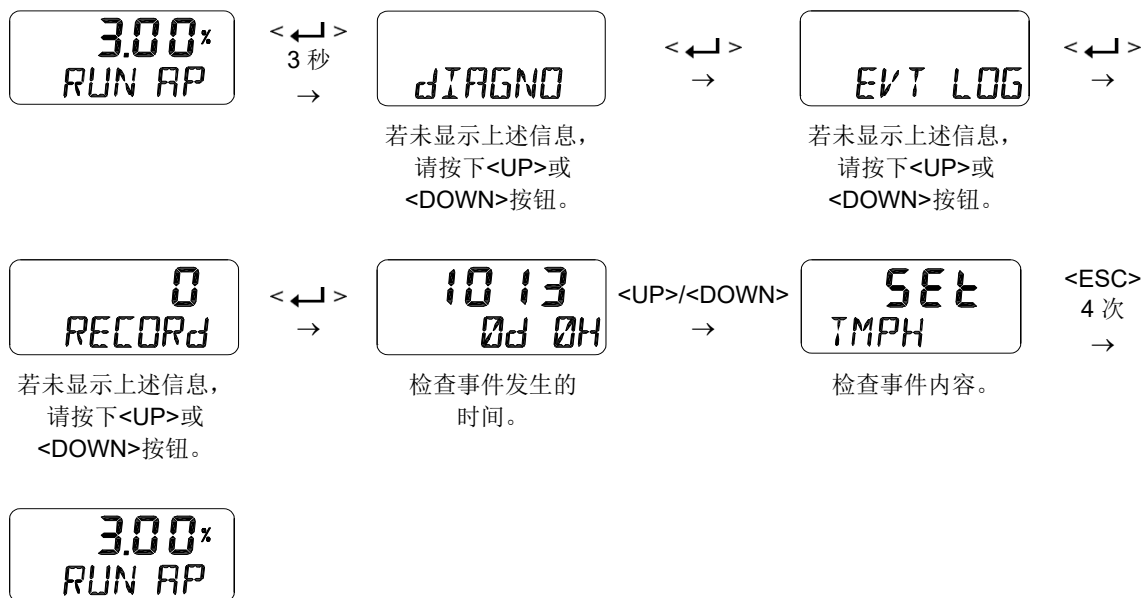 3.00%
RUN AP
< ↵ >
3 秒
→
dIAGNO
若未显示上述信息，
请按下<UP>或
<DOWN>按钮。
< ↵ >
→
EVT LOG
若未显示上述信息，
请按下<UP>或
<DOWN>按钮。
< ↵ >
→
0
RECORd
若未显示上述信息，
请按下<UP>或
<DOWN>按钮。
< ↵ >
→
1013
0d 0H
检查事件发生的
时间。
<UP>/<DOWN>
→
SEt
TMPH
检查事件内容。
<ESC>
4 次
→
3.00%
RUN AP